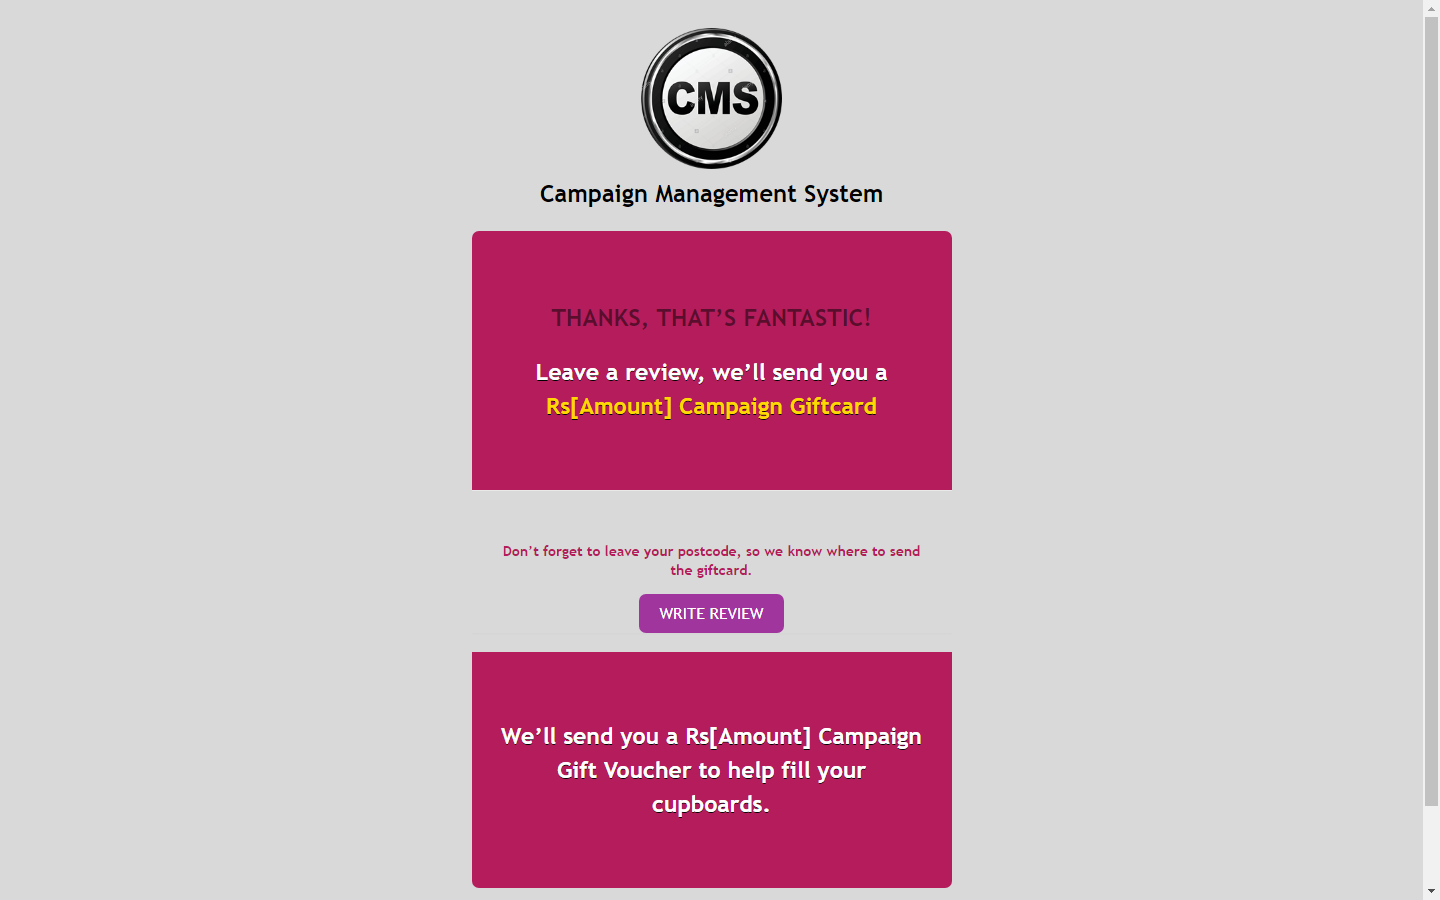 CMS
Campaign Management System
THANKS, THAT’S FANTASTIC!
Leave a review, we’ll send you a
Rs[Amount] Campaign Giftcard
Don’t forget to leave your postcode, so we know where to send
the giftcard.
WRITE REVIEW
We’ll send you a Rs[Amount] Campaign
Gift Voucher to help fill your
cupboards.